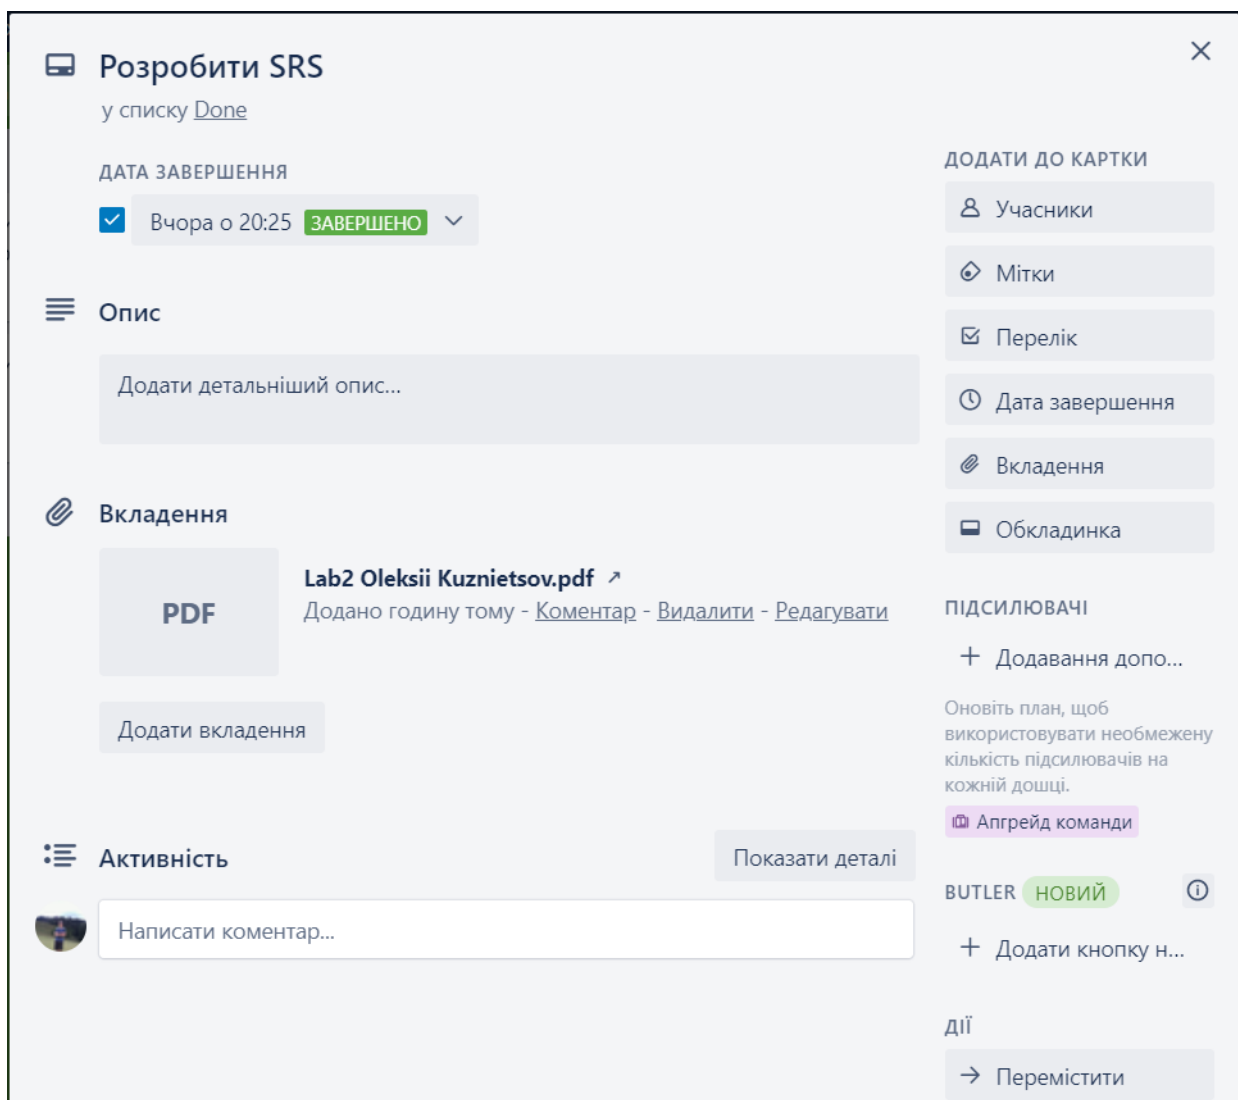 Розробити SRS
у списку Done
ДАТА ЗАВЕРШЕННЯ
Вчора о 20:25 ЗАВЕРШЕНО
Опис
Додати детальніший опис...
Вкладення
PDF
Lab2 Oleksii Kuznietsov.pdf ↗
Додано годину тому - Коментар - Видалити - Редагувати
Додати вкладення
Активність
Показати деталі
Написати коментар...
ДОДАТИ ДО КАРТКИ
Учасники
Мітки
Перелік
Дата завершення
Вкладення
Обкладинка
ПІДСИЛЮВАЧІ
+ Додавання допо...
Оновіть план, щоб
використовувати необмежену
кількість підсилювачів на
кожній дошці.
Апгрейд команди
BUTLER НОВИЙ
+ Додати кнопку н...
ДІЇ
→ Перемістити